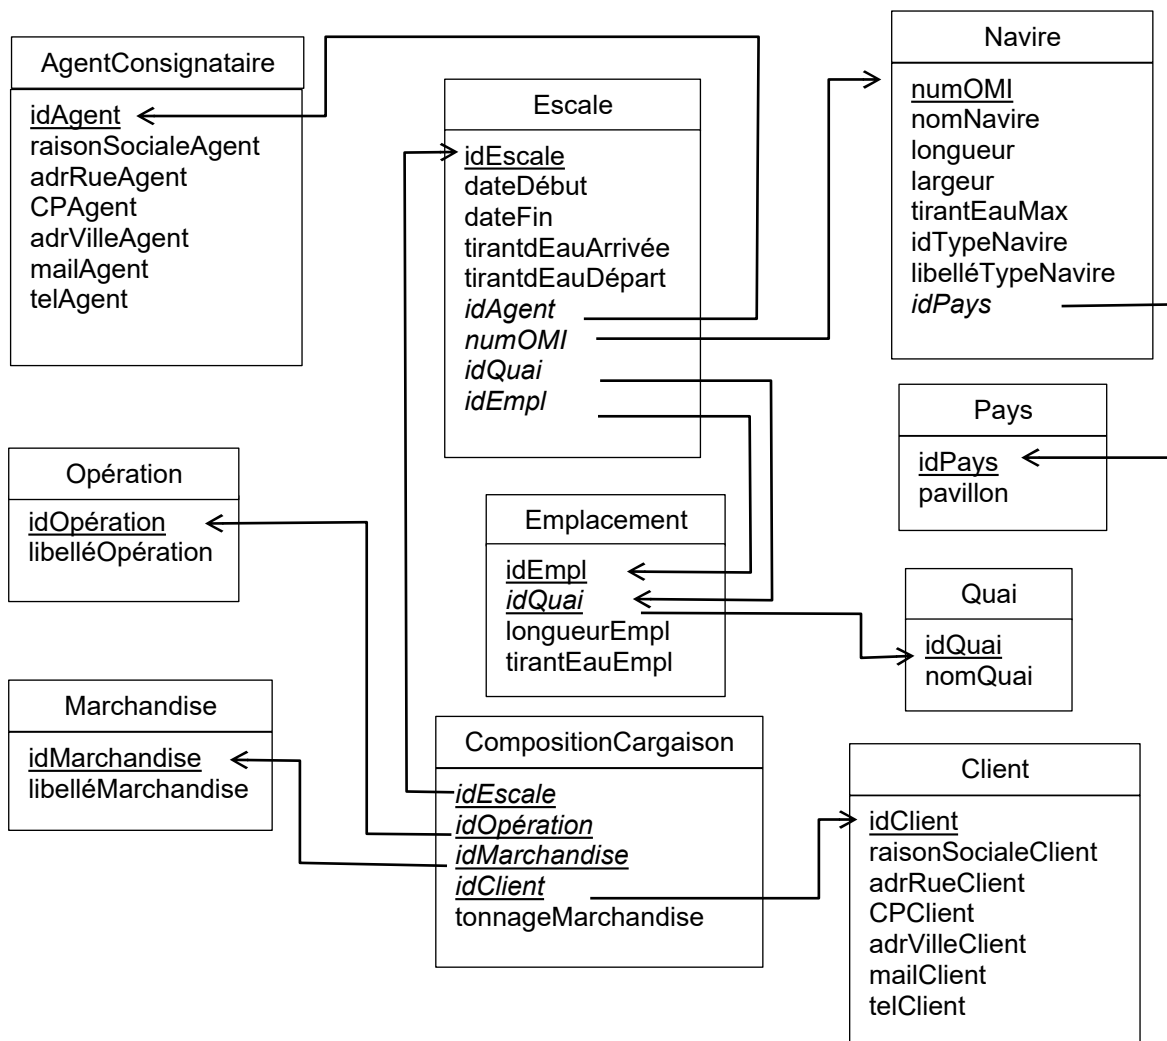 AgentConsignataire
idAgent
raisonSocialeAgent
adrRueAgent
CPAgent
adrVilleAgent
mailAgent
telAgent
Escale
idEscale
dateDébut
dateFin
tirantdEauArrivée
tirantdEauDépart
idAgent
numOMI
idQuai
idEmpl
Navire
numOMI
nomNavire
longueur
largeur
tirantEauMax
idTypeNavire
libelléTypeNavire
idPays
Pays
idPays
pavillon
Opération
idOpération
libelléOpération
Emplacement
idEmpl
idQuai
longueurEmpl
tirantEauEmpl
Quai
idQuai
nomQuai
Marchandise
idMarchandise
libelléMarchandise
CompositionCargaison
idEscale
idOpération
idMarchandise
idClient
tonnageMarchandise
Client
idClient
raisonSocialeClient
adrRueClient
CPClient
adrVilleClient
mailClient
telClient